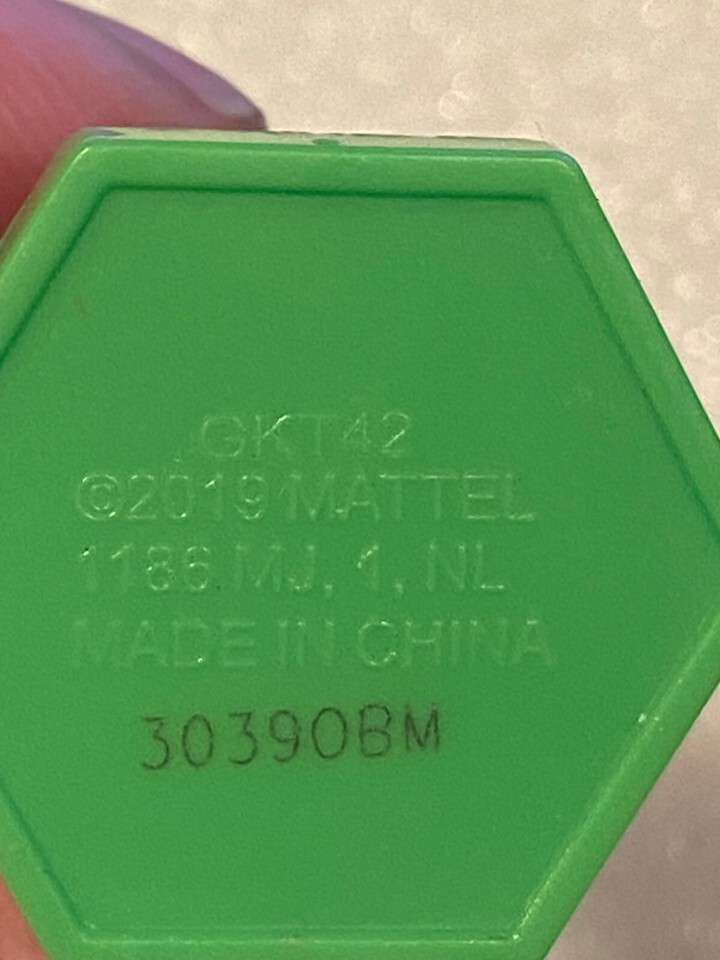 GKT42
©2019 MATTEL
1186 MJ, 1, NL
MADE IN CHINA
30390BM